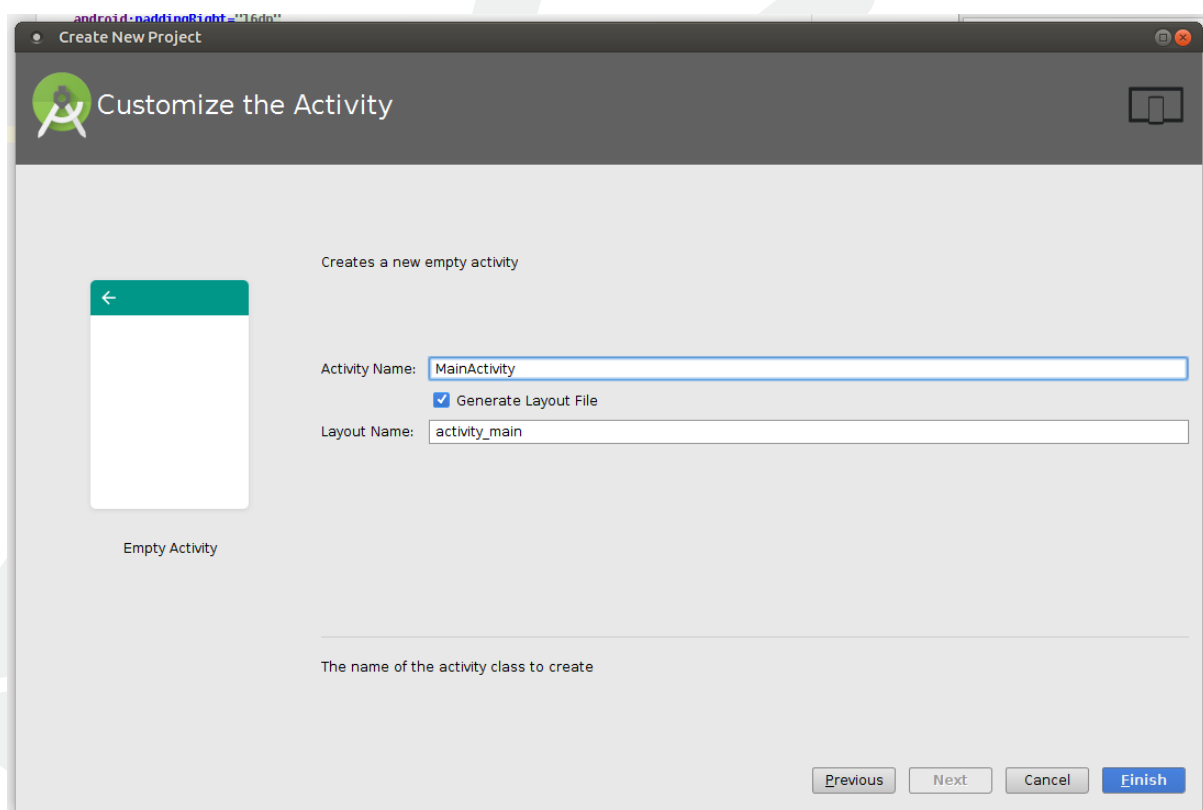 android:paddingRight="16dp"
Create New Project
Customize the Activity
Creates a new empty activity
Activity Name: MainActivity
Generate Layout File
Layout Name: activity_main
Empty Activity
The name of the activity class to create
Previous Next Cancel Finish